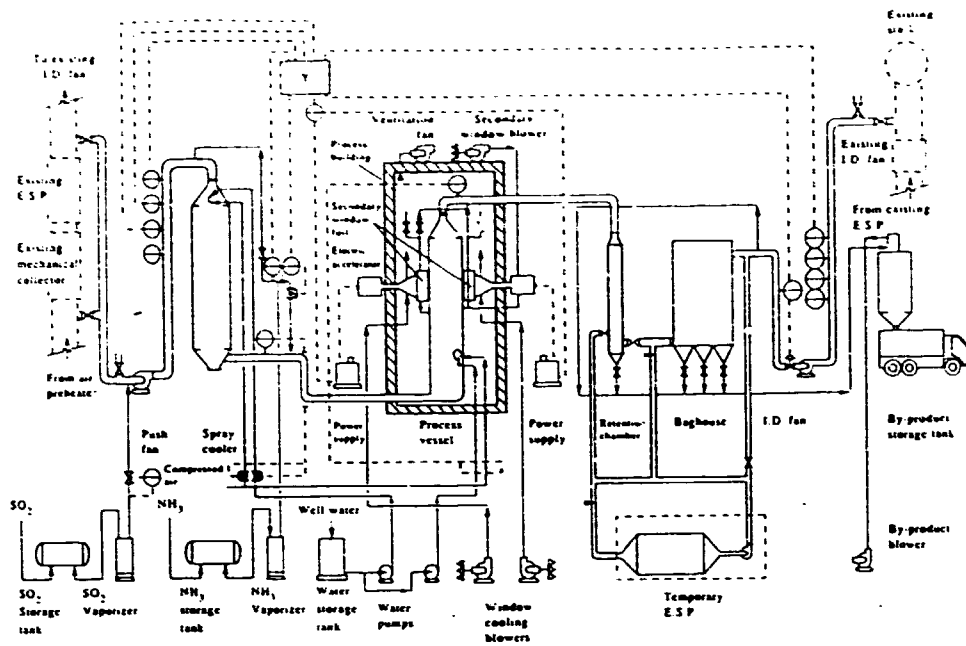 To existing
I.D fan
Existing
E.S.P
Existing
mechanical
collector
From air
preheater
Push
fan
Spray
cooler
Compressed
air
SO2
NH3
SO2
Storage
tank
SO2
Vaporizer
NH3
storage
tank
NH3
Vaporizer
Well water
Water
storage
tank
Water
pumps
Window
cooling
blowers
Y
Ventilation
fan
Secondary
window blower
Process
building
Secondary
window
foil
Electron
accelerator
Power
supply
Process
vessel
Power
supply
Retention
chamber
Baghouse
I.D fan
Temporary
E.S.P
Existing
Existing
I.D fan
From existing
E.S.P
By-product
storage tank
By-product
blower